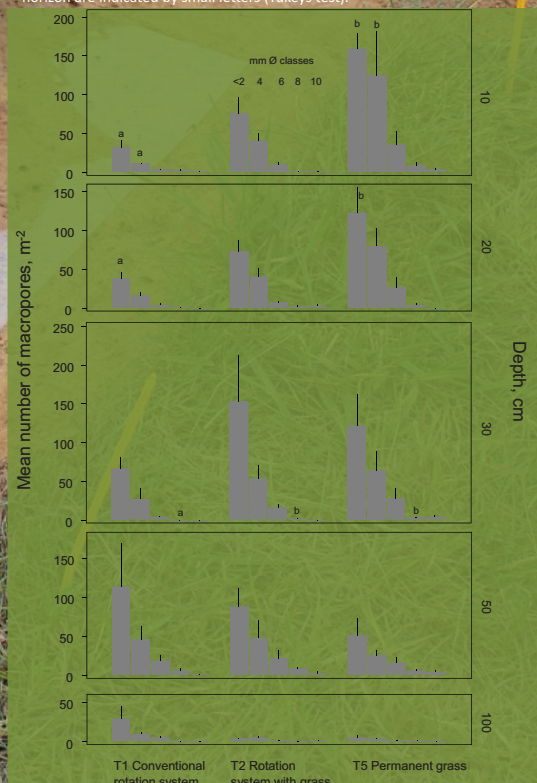 horizon are indicated by small letters (Tukeys test).
Mean number of macropores, m-2
Depth, cm
200
150
100
50
0
a
a
mm Ø classes
<2 4 6 8 10
b
b
10
150
100
50
0
a
b
20
250
200
150
100
50
0
a
b
b
30
150
100
50
0
50
50
0
100
T1 Conventional
rotation system
T2 Rotation
system with grass
T5 Permanent grass